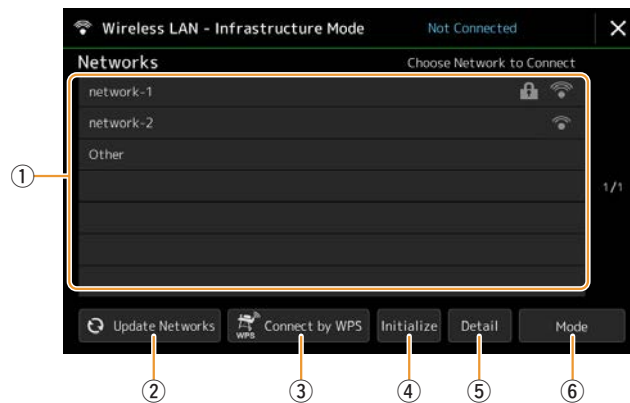 Wireless LAN - Infrastructure Mode Not Connected
Networks Choose Network to Connect
network-1
network-2
Other
① 1/1
Update Networks WPS Connect by WPS Initialize Detail Mode
② ③ ④ ⑤ ⑥